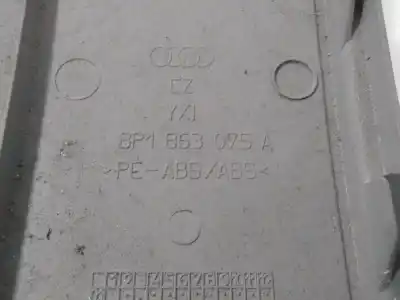 CZ
YX1
8P1 863 075 A
>PE-ABS/ABS<